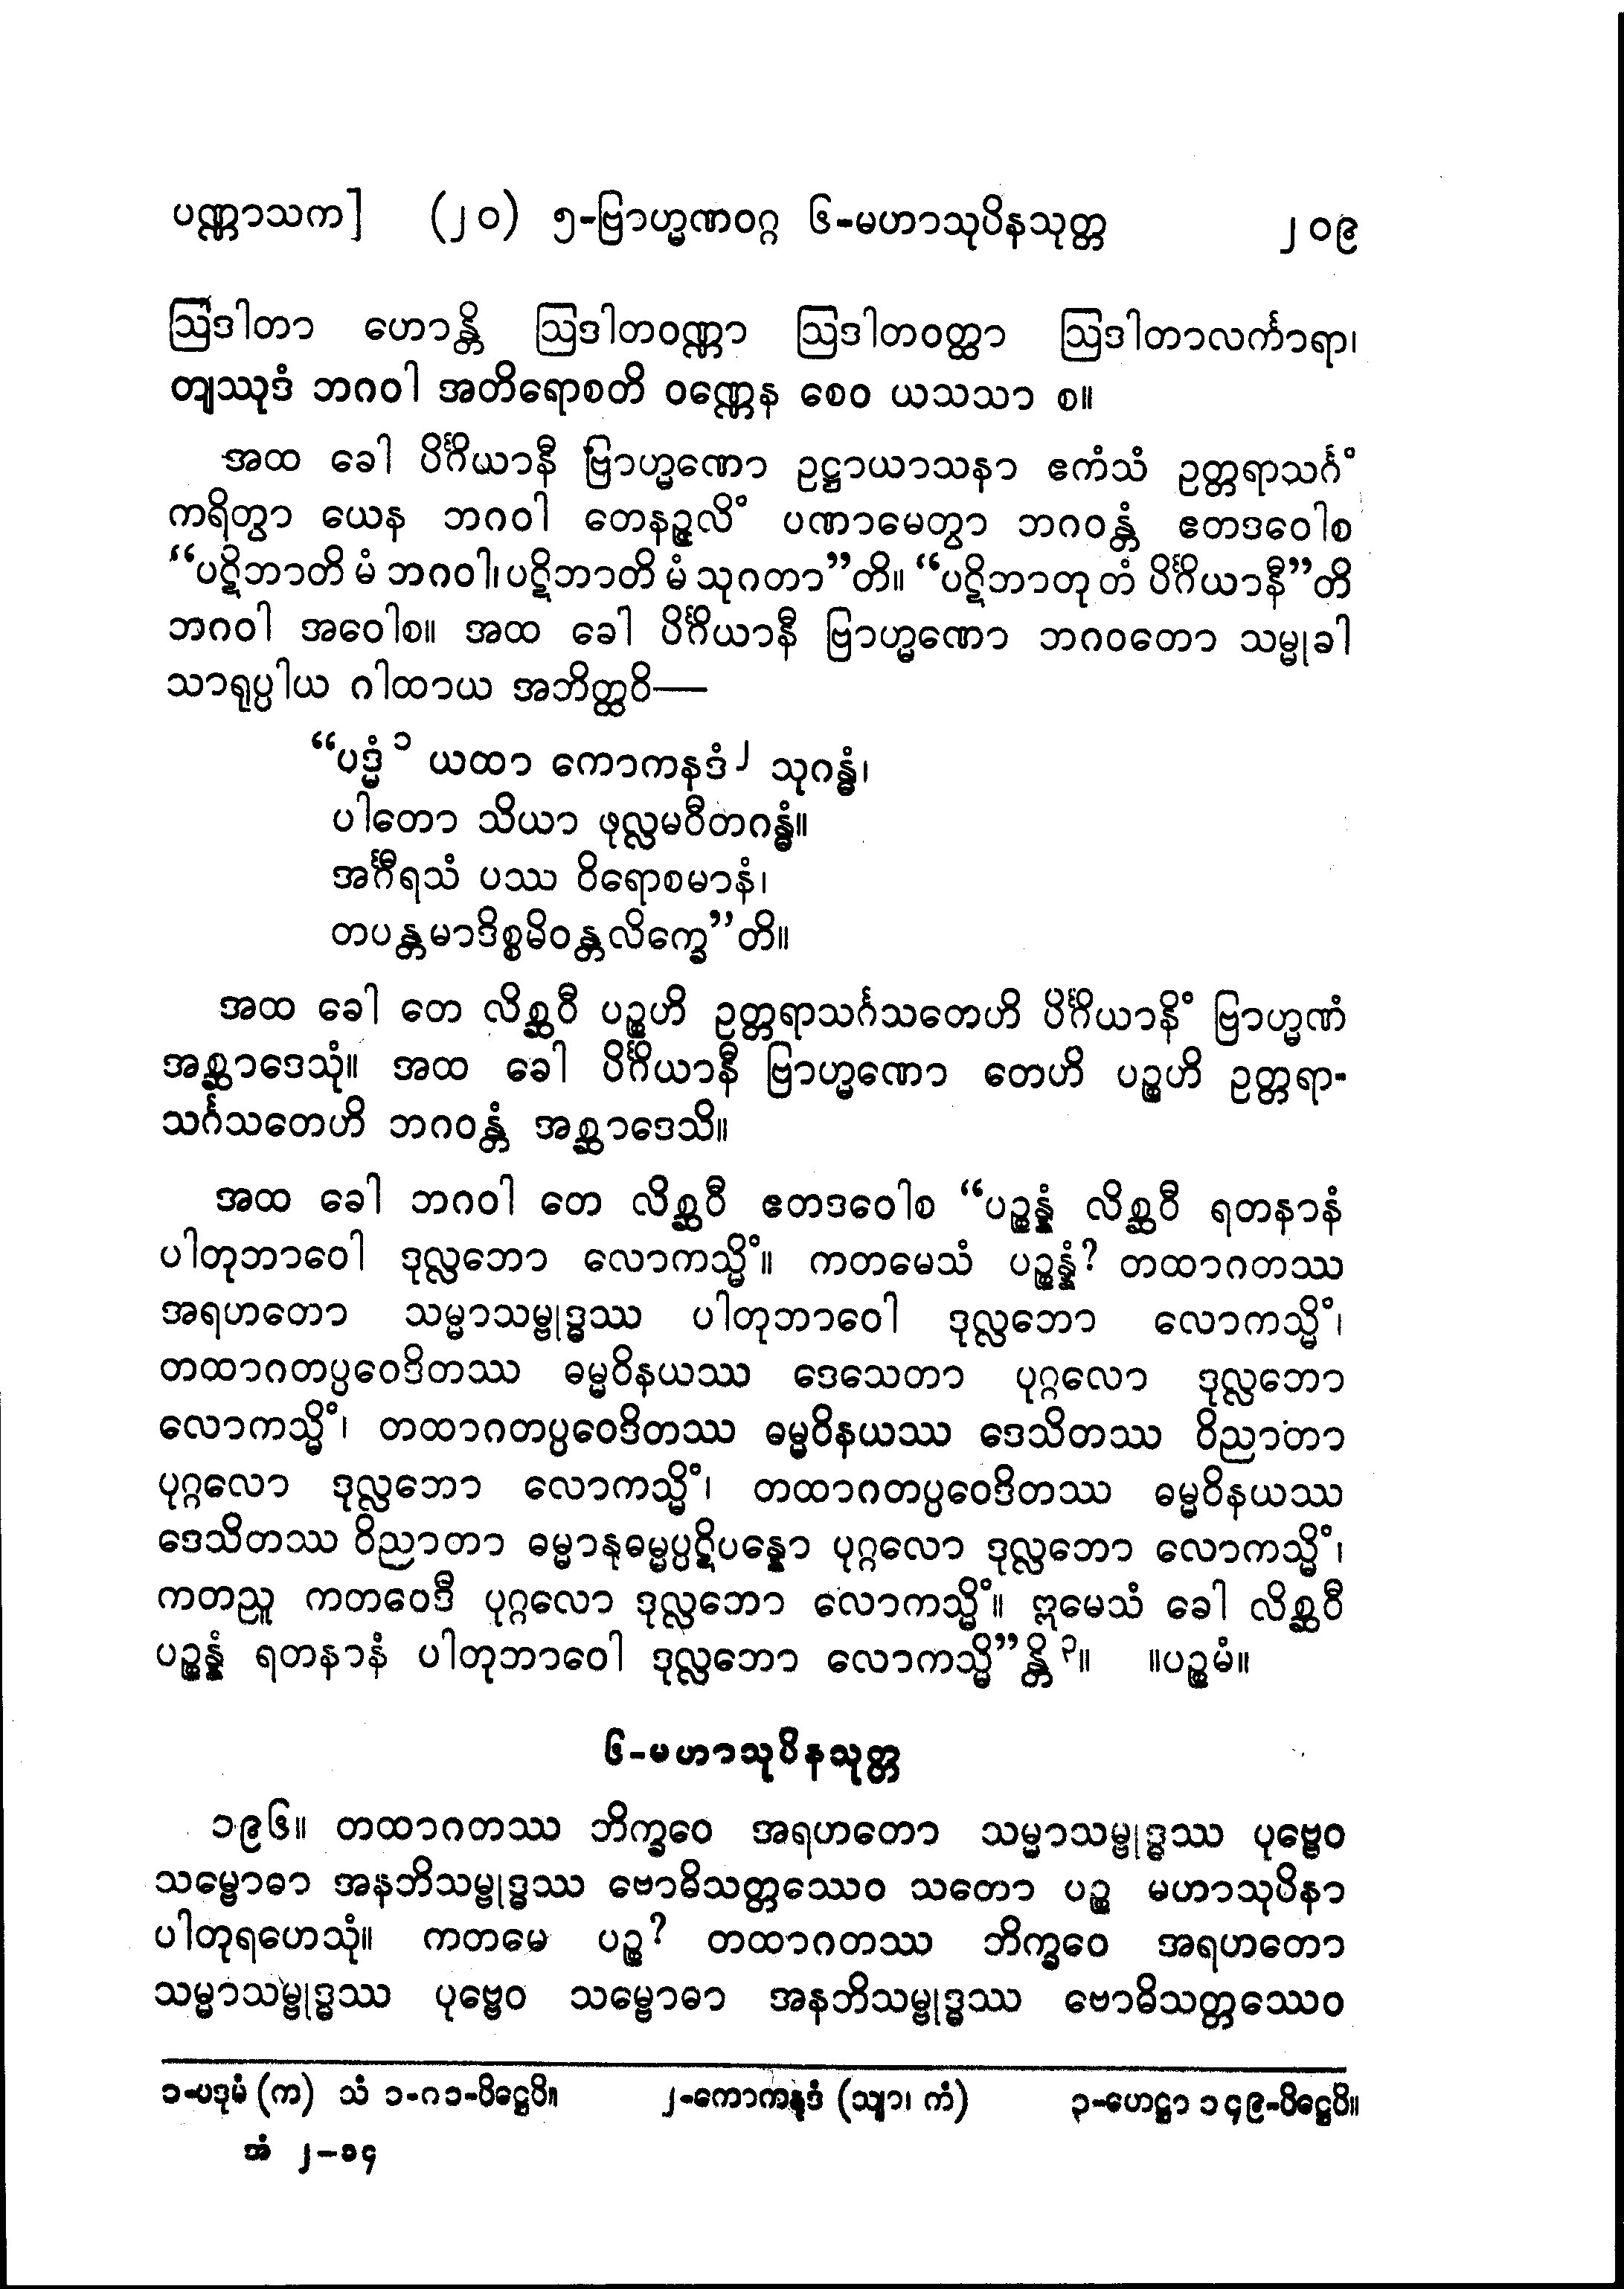 ပဏ္ဏာသက] (၂၀) ၅-ဗြာဟ္မဏဝဂ္ဂ ၆-မဟာသုပိနသုတ္တ ၂၀၉
ဩဒါတာ ဟောန္တိ ဩဒါတဝဏ္ဏာ ဩဒါတဝတ္ထာ ဩဒါတာလင်္ကာရာ၊
တျဿုဒံ ဘဂဝါ အတိရောစတိ ဝဏ္ဏေန စေဝ ယသသာ စ။
အထ ခေါ ပိင်္ဂိယာနီ ဗြာဟ္မဏော ဥဋ္ဌာယာသနာ ဧကံသံ ဥတ္တရာသင်္ဂံ
ကရိတွာ ယေန ဘဂဝါ တေနဉ္ဇလိံ ပဏာမေတွာ ဘဂဝန္တံ ဧတဒဝေါစ
“ပဋိဘာတိ မံ ဘဂဝါ၊ ပဋိဘာတိ မံ သုဂတာ”တိ။ “ပဋိဘာတု တံ ပိင်္ဂိယာနီ”တိ
ဘဂဝါ အဝေါစ။ အထ ခေါ ပိင်္ဂိယာနီ ဗြာဟ္မဏော ဘဂဝတော သမ္မုခါ
သာရုပ္ပါယ ဂါထာယ အဘိတ္ထဝိ—
“ပဒ္မံ ၁ ယထာ ကောကနဒံ ၂ သုဂန္ဓံ၊
ပါတော သိယာ ဖုလ္လမဝီတဂန္ဓံ။
အင်္ဂီရသံ ပဿ ဝိရောစမာနံ၊
တပန္တမာဒိစ္စမိဝန္တလိက္ခေ”တိ။
အထ ခေါ တေ လိစ္ဆဝီ ပဉ္စဟိ ဥတ္တရာသင်္ဂသတေဟိ ပိင်္ဂိယာနိံ ဗြာဟ္မဏံ
အစ္ဆာဒေသုံ။ အထ ခေါ ပိင်္ဂိယာနီ ဗြာဟ္မဏော တေဟိ ပဉ္စဟိ ဥတ္တရာ-
သင်္ဂသတေဟိ ဘဂဝန္တံ အစ္ဆာဒေသိ။
အထ ခေါ ဘဂဝါ တေ လိစ္ဆဝီ ဧတဒဝေါစ “ပဉ္စန္နံ လိစ္ဆဝီ ရတနာနံ
ပါတုဘာဝေါ ဒုလ္လဘော လောကသ္မိံ။ ကတမေသံ ပဉ္စန္နံ? တထာဂတဿ
အရဟတော သမ္မာသမ္ဗုဒ္ဓဿ ပါတုဘာဝေါ ဒုလ္လဘော လောကသ္မိံ၊
တထာဂတပ္ပဝေဒိတဿ ဓမ္မဝိနယဿ ဒေသေတာ ပုဂ္ဂလော ဒုလ္လဘော
လောကသ္မိံ၊ တထာဂတပ္ပဝေဒိတဿ ဓမ္မဝိနယဿ ဒေသိတဿ ဝိညာတာ
ပုဂ္ဂလော ဒုလ္လဘော လောကသ္မိံ၊ တထာဂတပ္ပဝေဒိတဿ ဓမ္မဝိနယဿ
ဒေသိတဿ ဝိညာတာ ဓမ္မာနုဓမ္မပ္ပဋိပန္နော ပုဂ္ဂလော ဒုလ္လဘော လောကသ္မိံ၊
ကတညူ ကတဝေဒီ ပုဂ္ဂလော ဒုလ္လဘော လောကသ္မိံ။ ဣမေသံ ခေါ လိစ္ဆဝီ
ပဉ္စန္နံ ရတနာနံ ပါတုဘာဝေါ ဒုလ္လဘော လောကသ္မိ”န္တိ ၃။ ။ပဉ္စမံ။
၆-မဟာသုပိနသုတ္တ
၁၉၆။ တထာဂတဿ ဘိက္ခဝေ အရဟတော သမ္မာသမ္ဗုဒ္ဓဿ ပုဗ္ဗေဝ
သမ္ဗောဓာ အနဘိသမ္ဗုဒ္ဓဿ ဗောဓိသတ္တဿေဝ သတော ပဉ္စ မဟာသုပိနာ
ပါတုရဟေသုံ။ ကတမေ ပဉ္စ? တထာဂတဿ ဘိက္ခဝေ အရဟတော
သမ္မာသမ္ဗုဒ္ဓဿ ပုဗ္ဗေဝ သမ္ဗောဓာ အနဘိသမ္ဗုဒ္ဓဿ ဗောဓိသတ္တဿေဝ
၁-ပဒုမံ (က) သံ ၁-ဂ၁-ပိဋ္ဌေပိ။ ၂-ကောကနုဒံ (သျာ၊ ကံ) ၃-ဟေဋ္ဌာ ၁၄၉-ပိဋ္ဌေပိ။
အံ ၂-၁၄